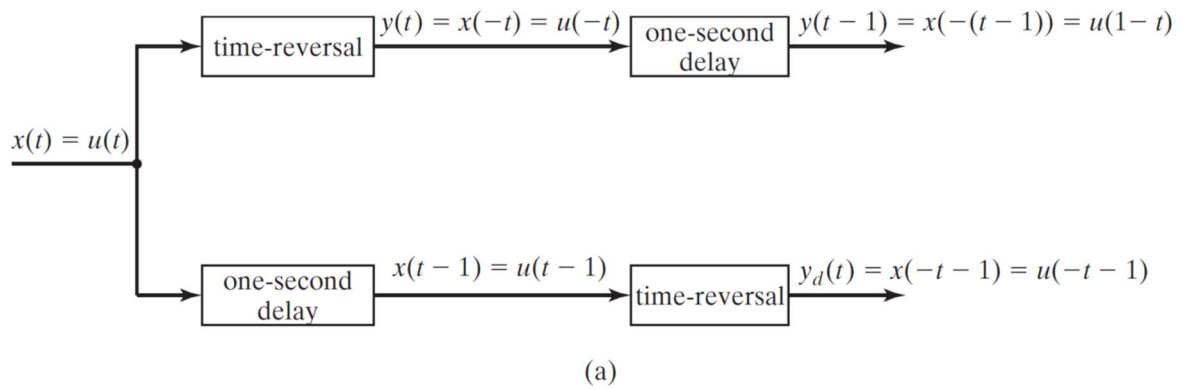 time-reversal
y(t) = x(−t) = u(−t)
one-second
delay
y(t − 1) = x(−(t − 1)) = u(1− t)
x(t) = u(t)
one-second
delay
x(t − 1) = u(t − 1)
time-reversal
y_d(t) = x(−t − 1) = u(−t − 1)
(a)